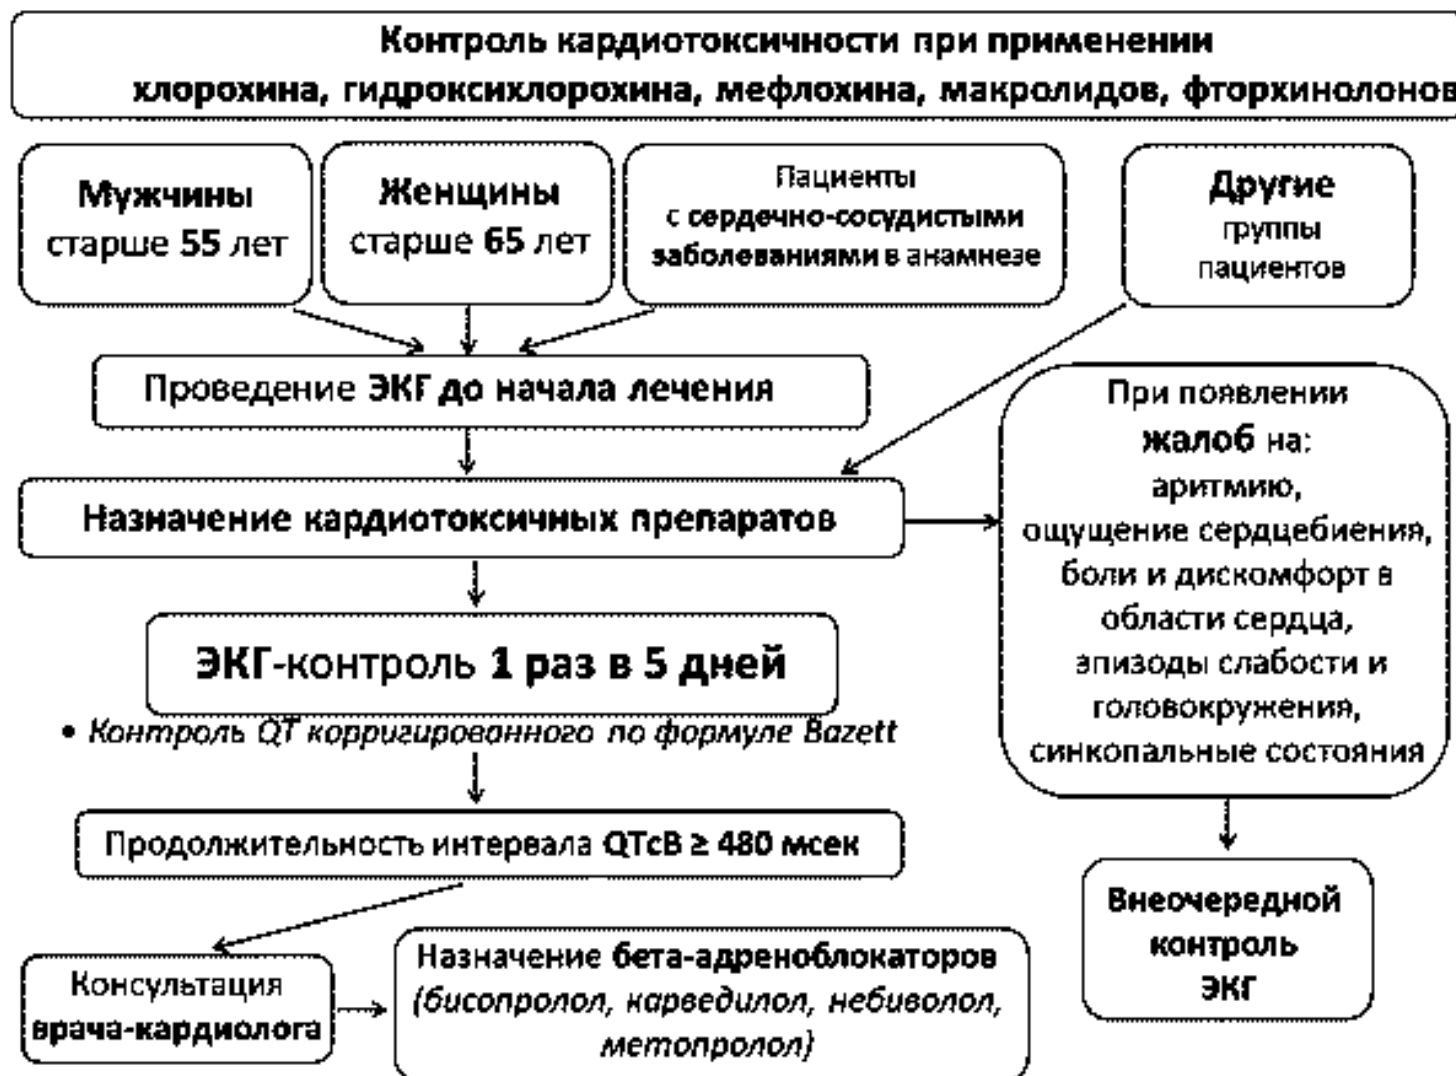 Контроль кардиотоксичности при применении
хлорохина, гидроксихлорохина, мефлохина, макролидов, фторхинолонов
Мужчины
старше 55 лет
Женщины
старше 65 лет
Пациенты
с сердечно-сосудистыми
заболеваниями в анамнезе
Другие
группы
пациентов
Проведение ЭКГ до начала лечения
Назначение кардиотоксичных препаратов
При появлении
жалоб на:
аритмию,
ощущение сердцебиения,
боли и дискомфорт в
области сердца,
эпизоды слабости и
головокружения,
синкопальные состояния
ЭКГ-контроль 1 раз в 5 дней
• Контроль QT корригированного по формуле Bazett
Продолжительность интервала QTcB ≥ 480 мсек
Внеочередной
контроль
ЭКГ
Консультация
врача-кардиолога
Назначение бета-адреноблокаторов
(бисопролол, карведилол, небиволол,
метопролол)